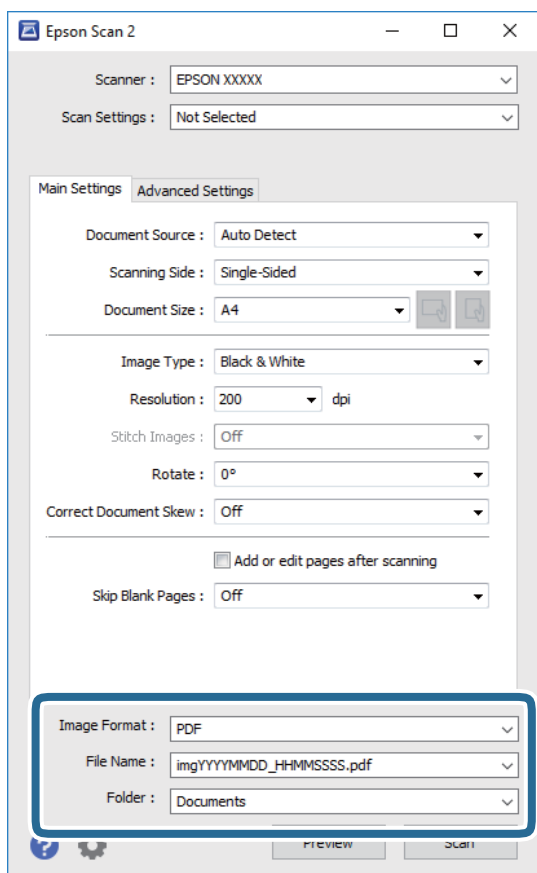 Epson Scan 2
Scanner : EPSON XXXXX
Scan Settings : Not Selected
Main Settings Advanced Settings
Document Source : Auto Detect
Scanning Side : Single-Sided
Document Size : A4
Image Type : Black & White
Resolution : 200 dpi
Stitch Images : Off
Rotate : 0°
Correct Document Skew : Off
Add or edit pages after scanning
Skip Blank Pages : Off
Image Format : PDF
File Name : imgYYYYMMDD_HHMMSSSS.pdf
Folder : Documents
? Preview Scan